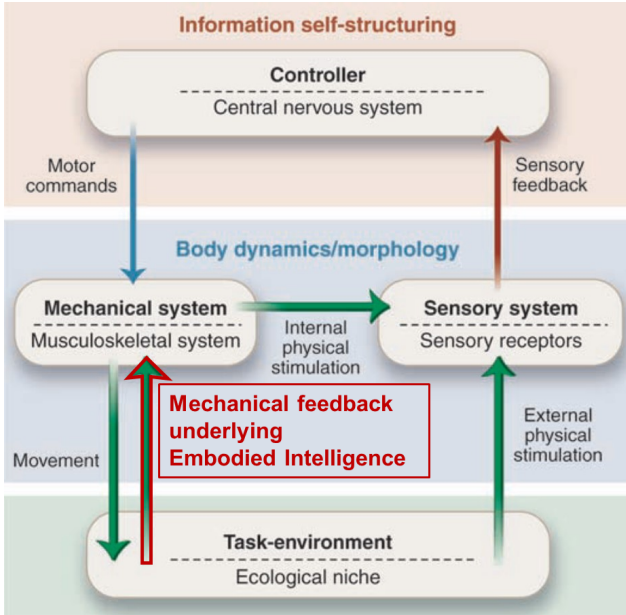 Information self-structuring
Controller
Central nervous system
Motor
commands
Sensory
feedback
Body dynamics/morphology
Mechanical system
Musculoskeletal system
Internal
physical
stimulation
Sensory system
Sensory receptors
Mechanical feedback
underlying
Embodied Intelligence
Movement
External
physical
stimulation
Task-environment
Ecological niche